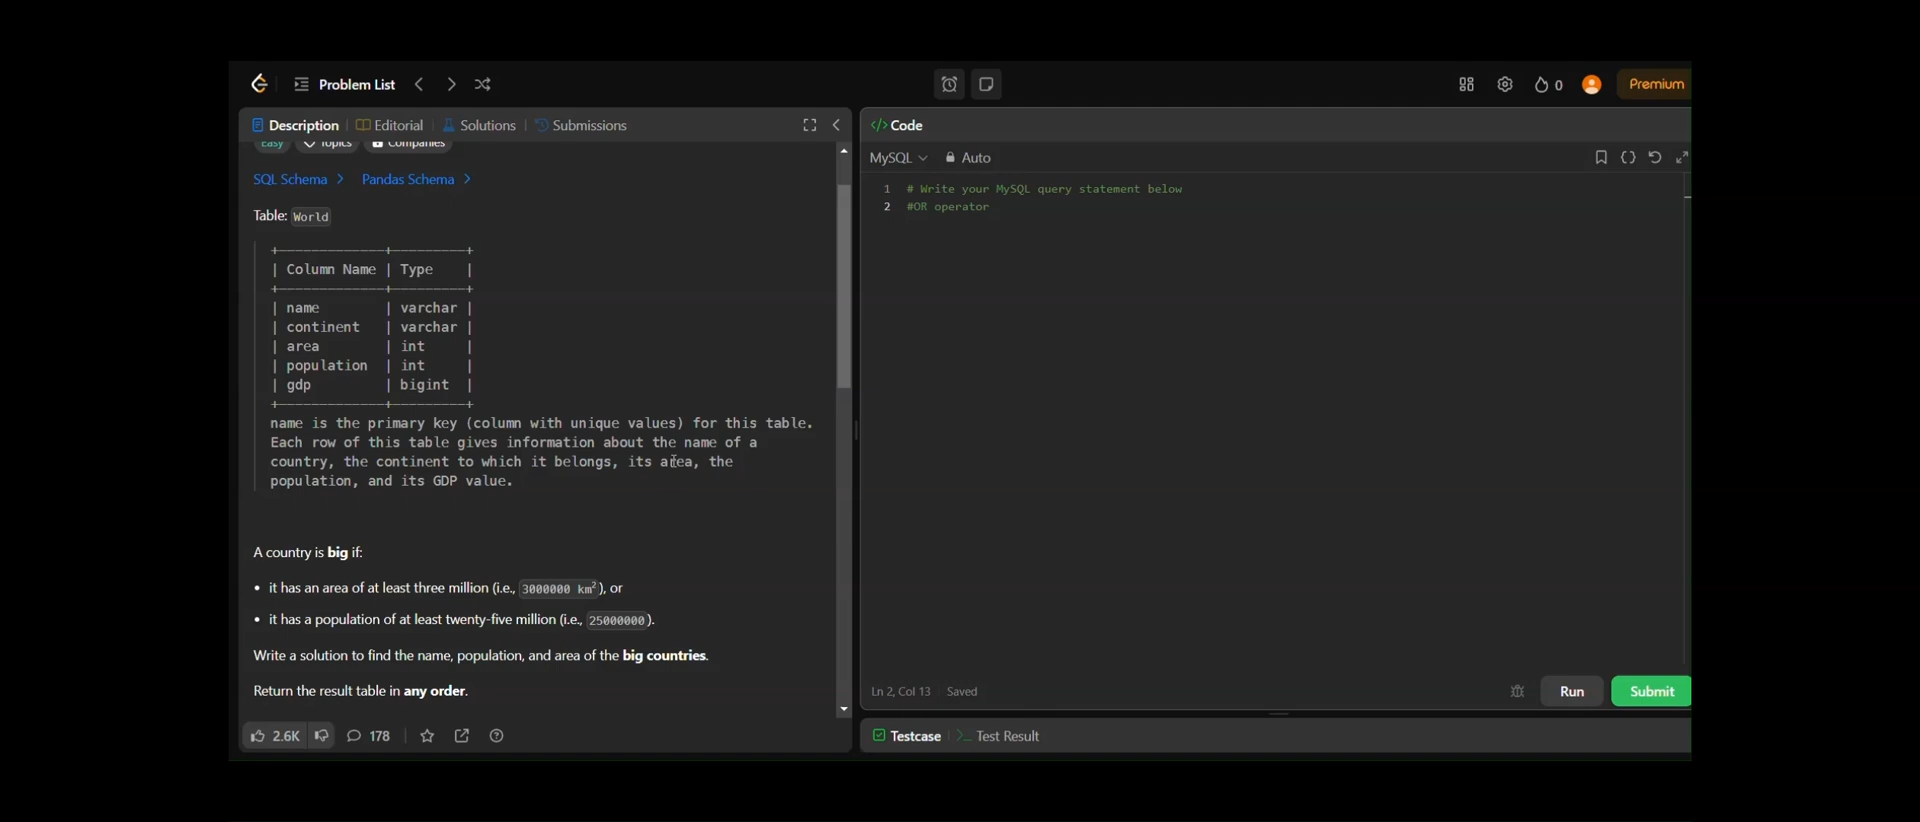 Problem List
0
Premium
Description
Editorial
Solutions
Submissions
Easy
Topics
Companies
SQL Schema >
Pandas Schema >
Table: World
+-------------+---------+
| Column Name | Type    |
+-------------+---------+
| name        | varchar |
| continent   | varchar |
| area        | int     |
| population  | int     |
| gdp         | bigint  |
+-------------+---------+
name is the primary key (column with unique values) for this table.
Each row of this table gives information about the name of a
country, the continent to which it belongs, its area, the
population, and its GDP value.
A country is big if:
• it has an area of at least three million (i.e., 3000000 km²), or
• it has a population of at least twenty-five million (i.e., 25000000).
Write a solution to find the name, population, and area of the big countries.
Return the result table in any order.
2.6K
178
</> Code
MySQL
Auto
1 # Write your MySQL query statement below
2 #OR operator
Ln 2, Col 13
Saved
Run
Submit
Testcase
>_ Test Result